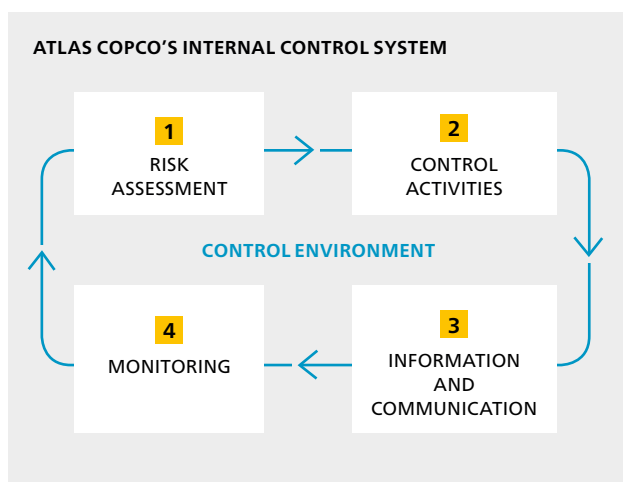 ATLAS COPCO’S INTERNAL CONTROL SYSTEM
1
RISK
ASSESSMENT
2
CONTROL
ACTIVITIES
CONTROL ENVIRONMENT
4
MONITORING
3
INFORMATION
AND
COMMUNICATION